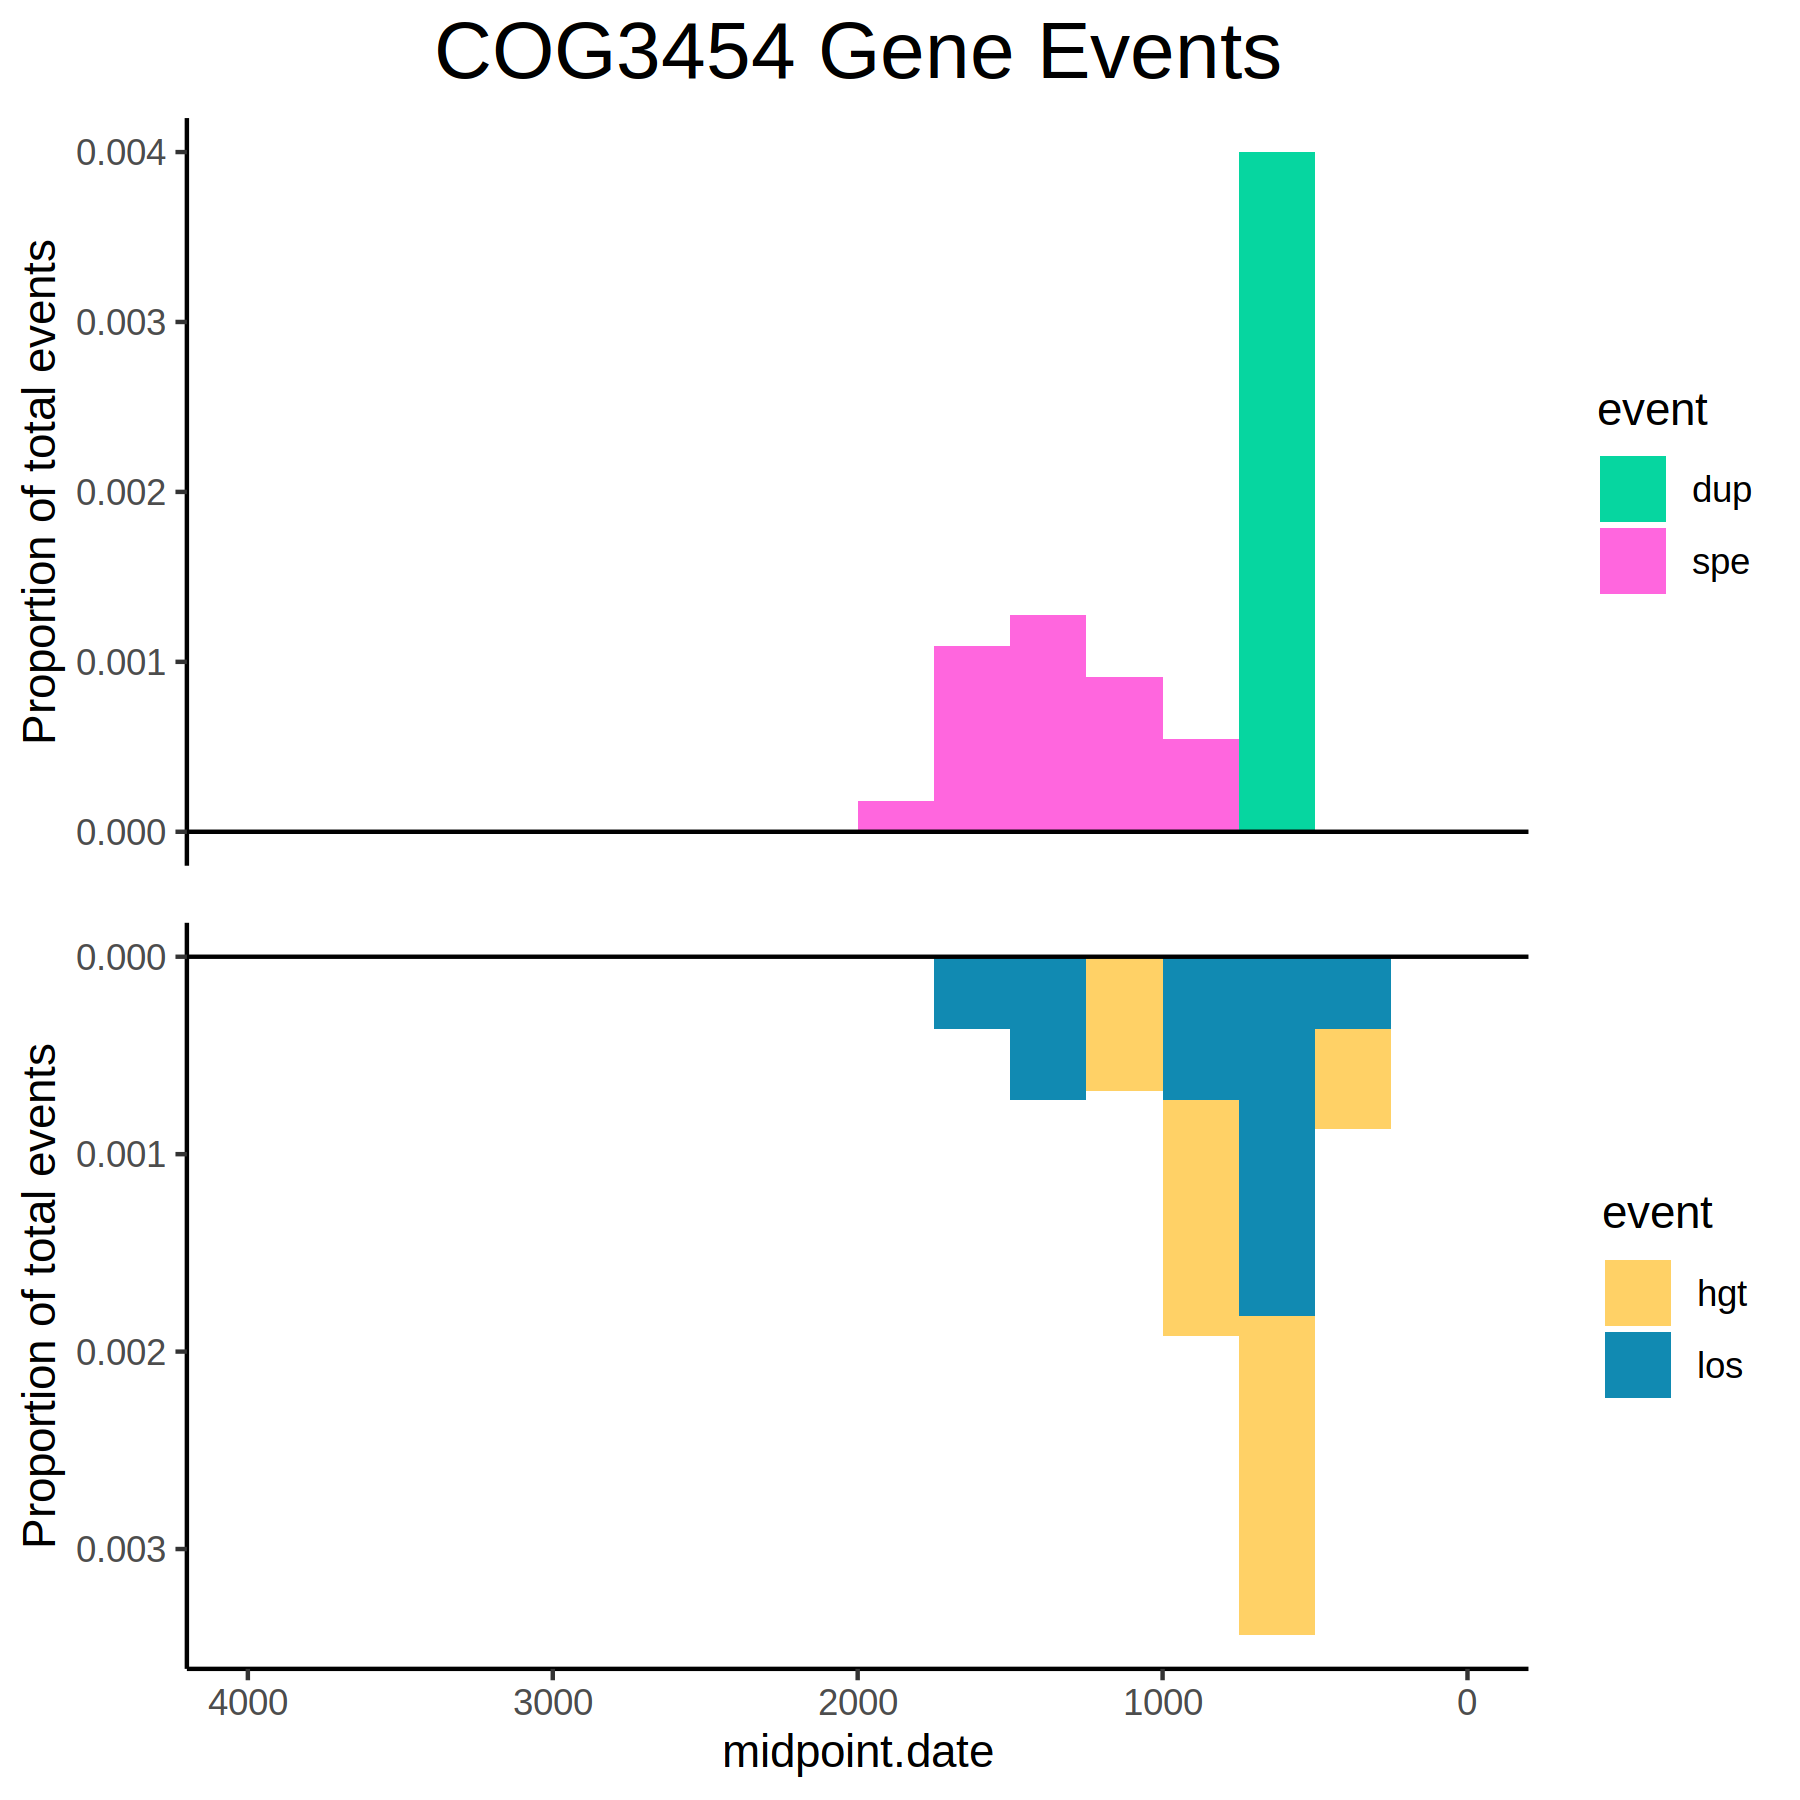 COG3454 Gene Events
Proportion of total events
0.004
0.003
0.002
0.001
0.000
event
dup
spe
Proportion of total events
0.000
0.001
0.002
0.003
event
hgt
los
4000 3000 2000 1000 0
midpoint.date